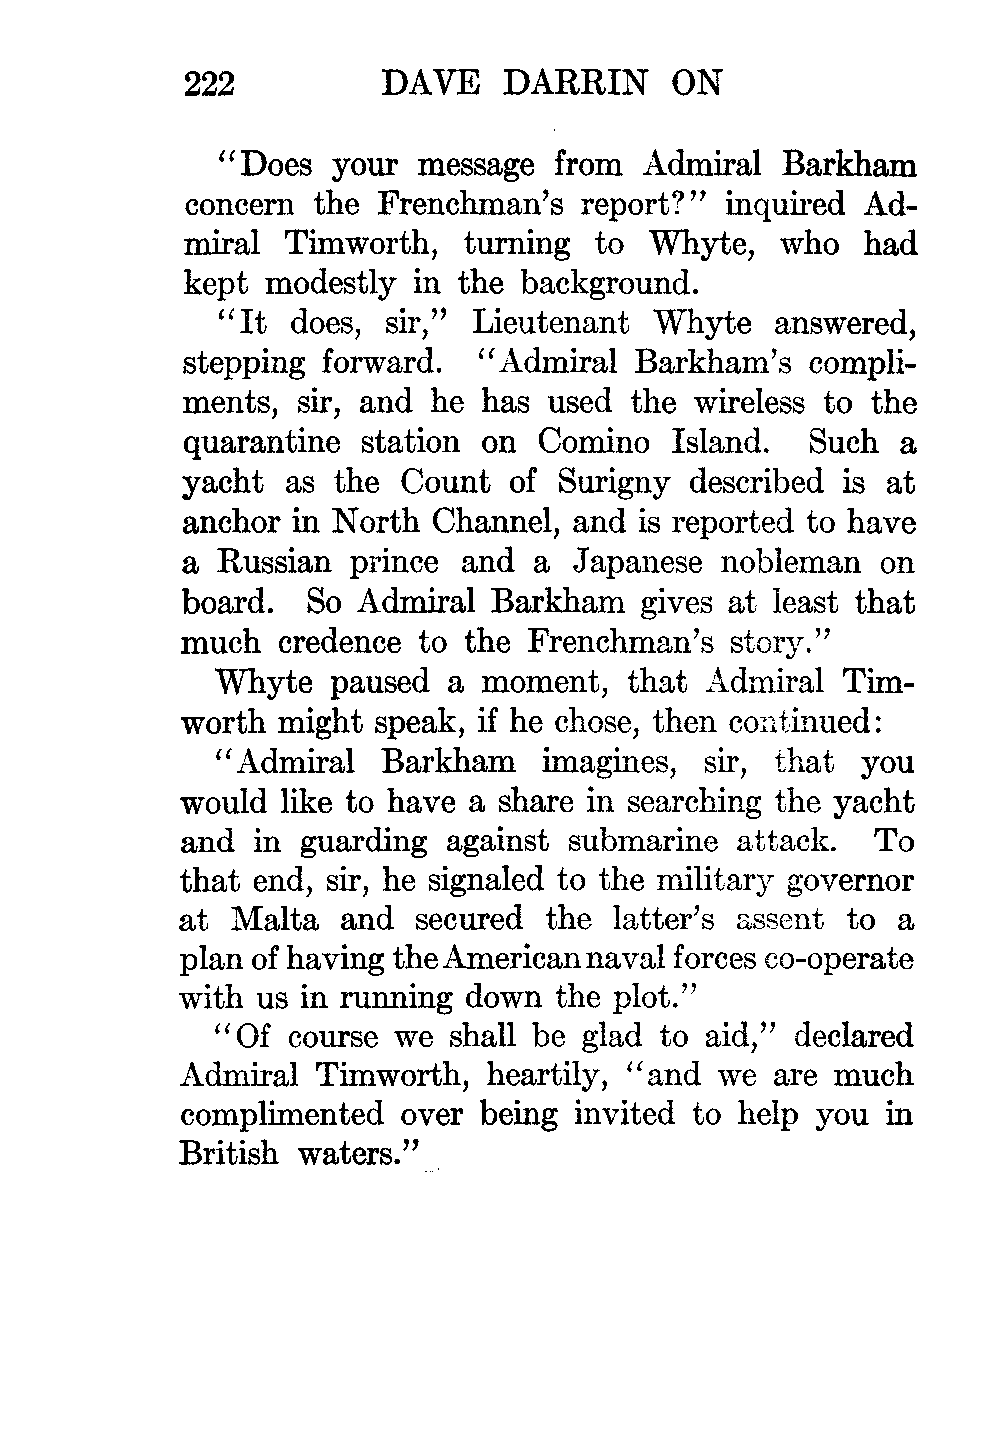 222 DAVE DARRIN ON
"Does your message from Admiral Barkham
concern the Frenchman's report?" inquired Ad-
miral Timworth, turning to Whyte, who had
kept modestly in the background.
"It does, sir," Lieutenant Whyte answered,
stepping forward. "Admiral Barkham's compli-
ments, sir, and he has used the wireless to the
quarantine station on Comino Island. Such a
yacht as the Count of Surigny described is at
anchor in North Channel, and is reported to have
a Russian prince and a Japanese nobleman on
board. So Admiral Barkham gives at least that
much credence to the Frenchman's story."
Whyte paused a moment, that Admiral Tim-
worth might speak, if he chose, then continued:
"Admiral Barkham imagines, sir, that you
would like to have a share in searching the yacht
and in guarding against submarine attack. To
that end, sir, he signaled to the military governor
at Malta and secured the latter's assent to a
plan of having the American naval forces co-operate
with us in running down the plot."
"Of course we shall be glad to aid," declared
Admiral Timworth, heartily, "and we are much
complimented over being invited to help you in
British waters."